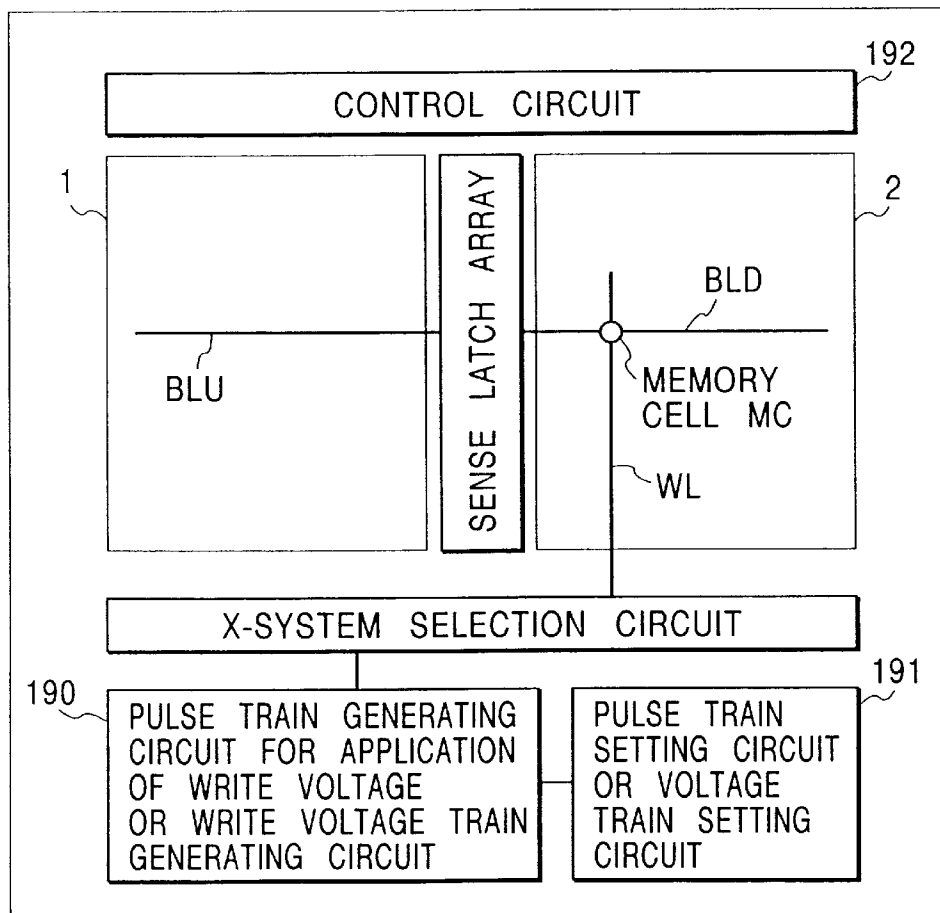 192
CONTROL CIRCUIT
1
2
SENSE LATCH ARRAY
BLD
BLU
MEMORY
CELL MC
WL
X-SYSTEM SELECTION CIRCUIT
190
191
PULSE TRAIN GENERATING
CIRCUIT FOR APPLICATION
OF WRITE VOLTAGE
OR WRITE VOLTAGE TRAIN
GENERATING CIRCUIT
PULSE TRAIN
SETTING CIRCUIT
OR VOLTAGE
TRAIN SETTING
CIRCUIT